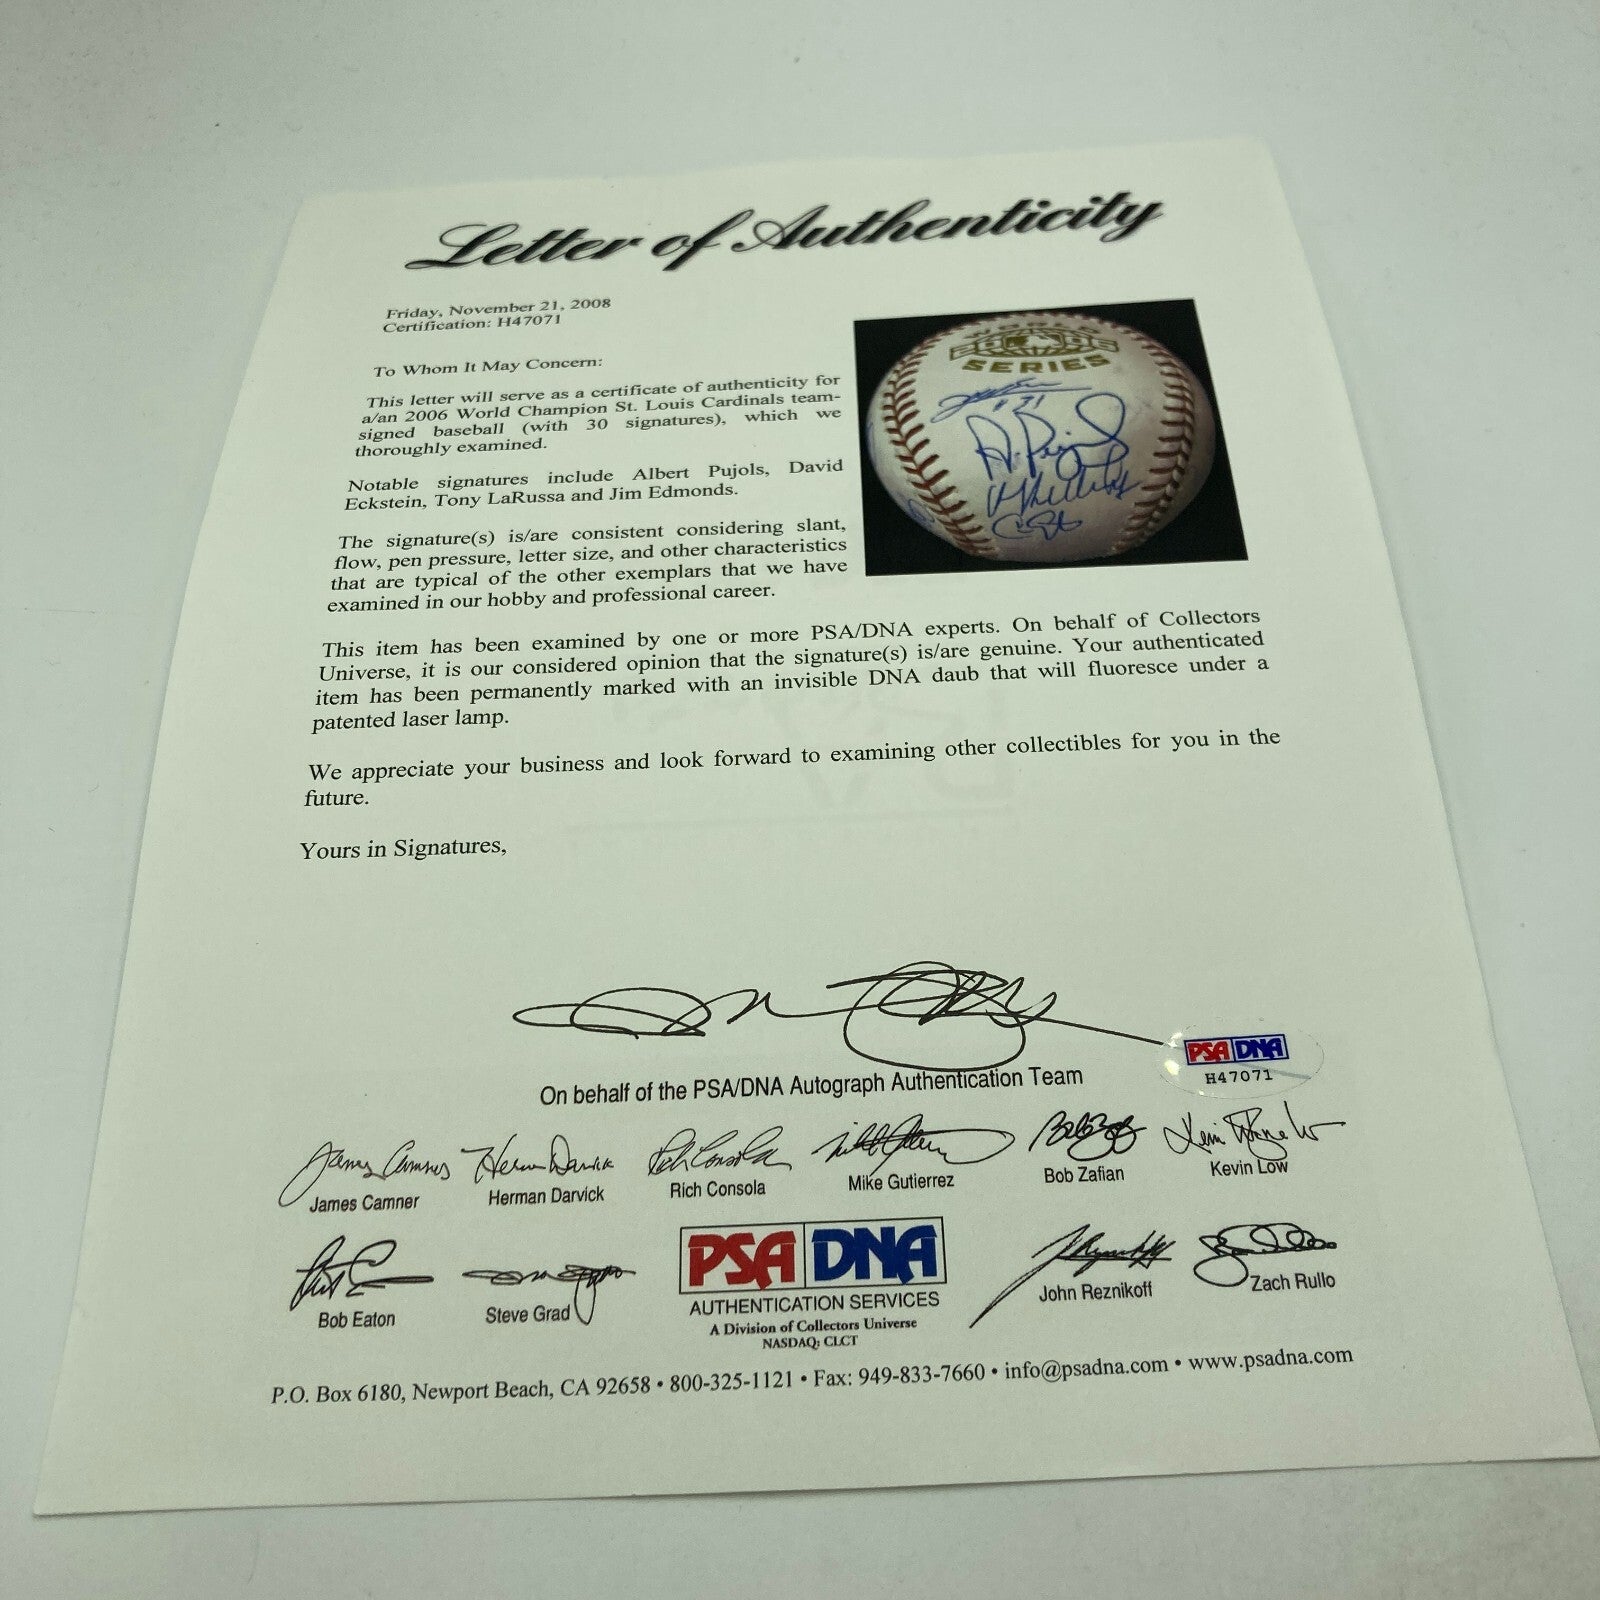 Letter of Authenticity
Friday, November 21, 2008
Certification: H47071
To Whom It May Concern:
This letter will serve as a certificate of authenticity for
a/an 2006 World Champion St. Louis Cardinals team-
signed baseball (with 30 signatures), which we
thoroughly examined.
Notable signatures include Albert Pujols, David
Eckstein, Tony LaRussa and Jim Edmonds.
The signature(s) is/are consistent considering slant,
flow, pen pressure, letter size, and other characteristics
that are typical of the other exemplars that we have
examined in our hobby and professional career.
WORLD
2006
SERIES
#31
A. Pujols
This item has been examined by one or more PSA/DNA experts. On behalf of Collectors
Universe, it is our considered opinion that the signature(s) is/are genuine. Your authenticated
item has been permanently marked with an invisible DNA daub that will fluoresce under a
patented laser lamp.
We appreciate your business and look forward to examining other collectibles for you in the
future.
Yours in Signatures,
PSA DNA
H47071
On behalf of the PSA/DNA Autograph Authentication Team
James Camner Herman Darvick Rich Consola
James Camner Herman Darvick Rich Consola Mike Gutierrez Bob Zafian Kevin Low
Bob Eaton Steve Grad John Reznikoff Zach Rullo
PSA DNA
AUTHENTICATION SERVICES
A Division of Collectors Universe
NASDAQ: CLCT
P.O. Box 6180, Newport Beach, CA 92658 • 800-325-1121 • Fax: 949-833-7660 • info@psadna.com • www.psadna.com